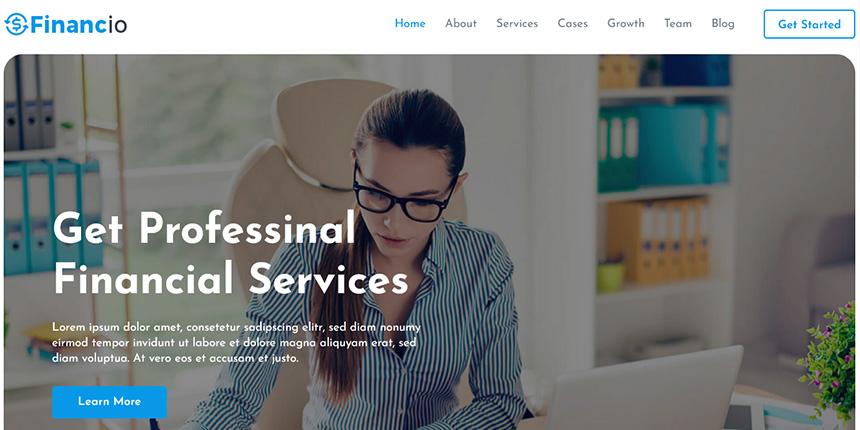 Financio
Home About Services Cases Growth Team Blog Get Started
Get Professinal
Financial Services
Lorem ipsum dolor amet, consetetur sadipscing elitr, sed diam nonumy
eirmod tempor invidunt ut labore et dolore magna aliquyam erat, sed
diam voluptua. At vero eos et accusam et justo.
Learn More